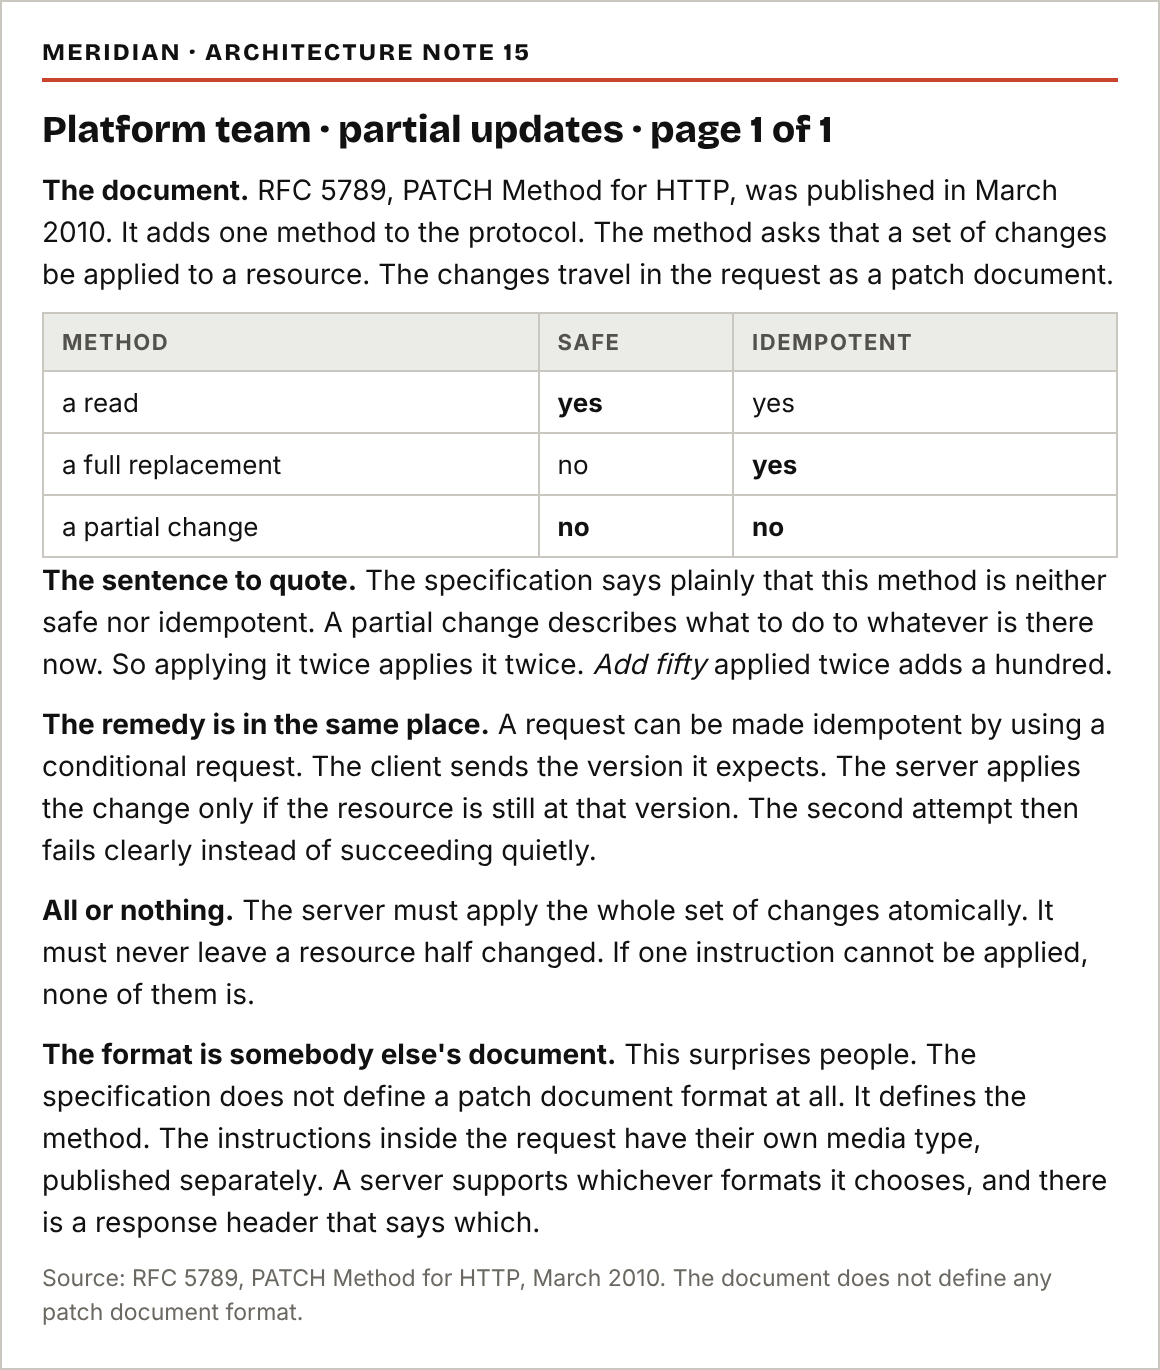 MERIDIAN · ARCHITECTURE NOTE 15
Platform team · partial updates · page 1 of 1
The document. RFC 5789, PATCH Method for HTTP, was published in March
2010. It adds one method to the protocol. The method asks that a set of changes
be applied to a resource. The changes travel in the request as a patch document.
METHOD SAFE IDEMPOTENT
a read yes yes
a full replacement no yes
a partial change no no
The sentence to quote. The specification says plainly that this method is neither
safe nor idempotent. A partial change describes what to do to whatever is there
now. So applying it twice applies it twice. Add fifty applied twice adds a hundred.
The remedy is in the same place. A request can be made idempotent by using a
conditional request. The client sends the version it expects. The server applies
the change only if the resource is still at that version. The second attempt then
fails clearly instead of succeeding quietly.
All or nothing. The server must apply the whole set of changes atomically. It
must never leave a resource half changed. If one instruction cannot be applied,
none of them is.
The format is somebody else's document. This surprises people. The
specification does not define a patch document format at all. It defines the
method. The instructions inside the request have their own media type,
published separately. A server supports whichever formats it chooses, and there
is a response header that says which.
Source: RFC 5789, PATCH Method for HTTP, March 2010. The document does not define any
patch document format.